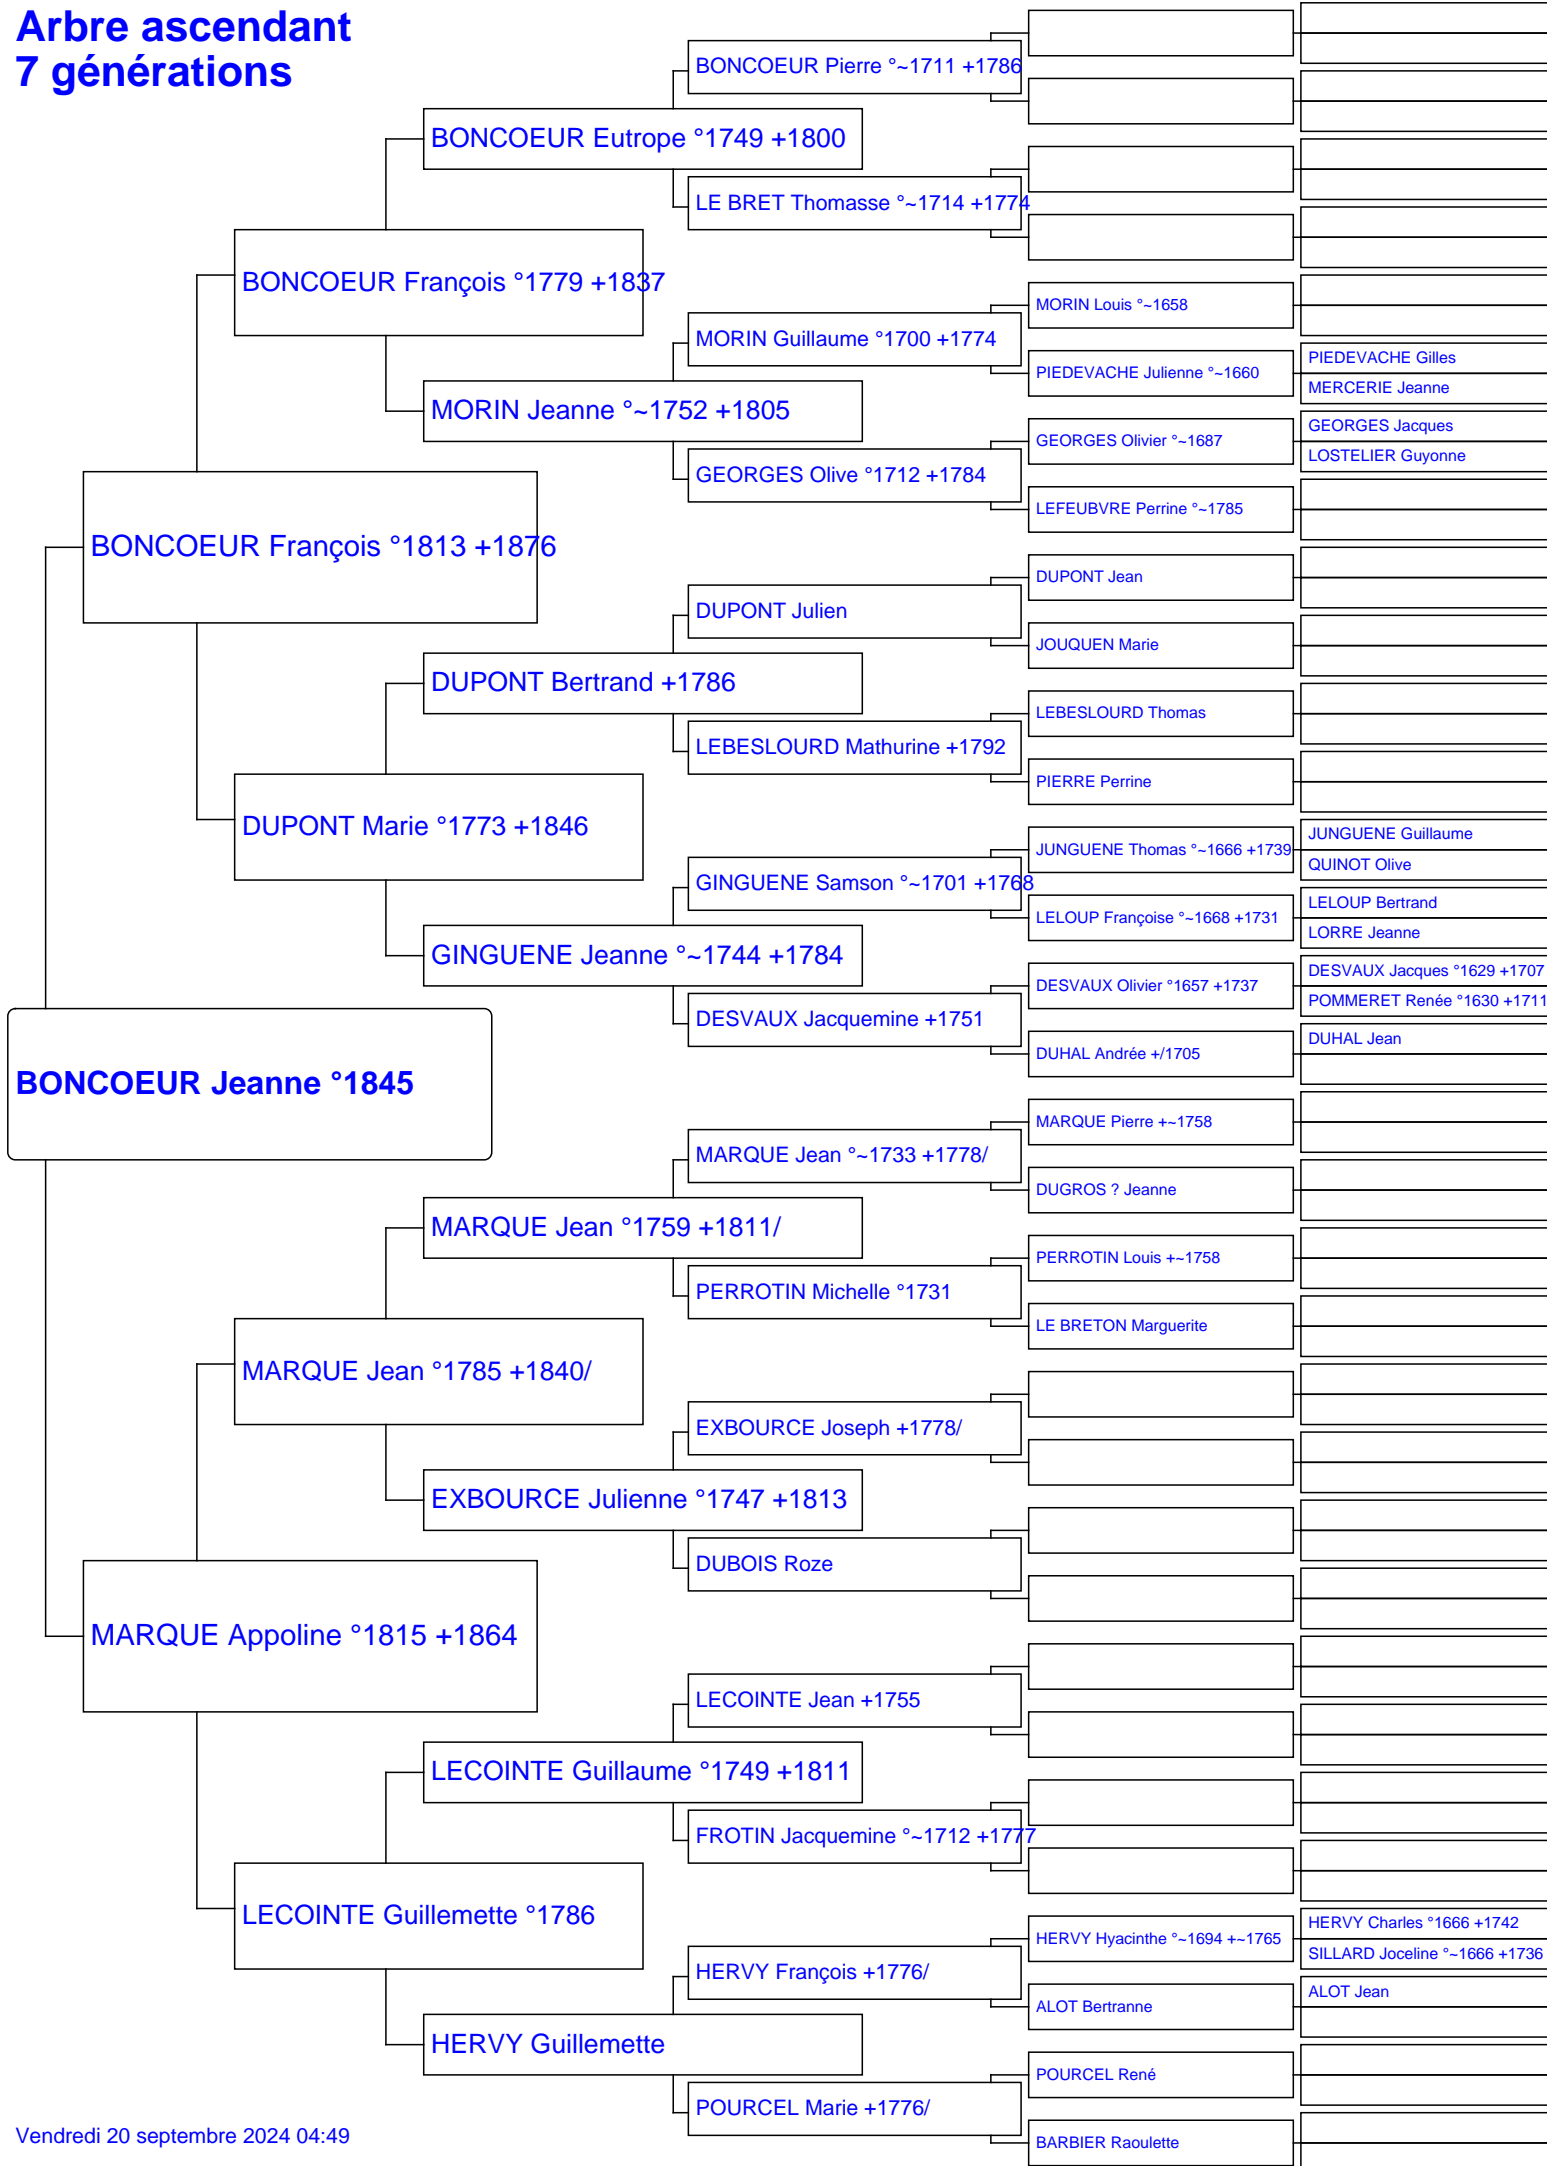 Arbre ascendant
7 générations
BONCOEUR Pierre °~1711 +1786
BONCOEUR Eutrope °1749 +1800
LE BRET Thomasse °~1714 +1774
BONCOEUR François °1779 +1837
MORIN Louis °~1658
MORIN Guillaume °1700 +1774
PIEDEVACHE Gilles
PIEDEVACHE Julienne °~1660
MERCERIE Jeanne
MORIN Jeanne °~1752 +1805
GEORGES Jacques
GEORGES Olivier °~1687
LOSTELIER Guyonne
GEORGES Olive °1712 +1784
LEFEUBVRE Perrine °~1785
BONCOEUR François °1813 +1876
DUPONT Jean
DUPONT Julien
JOUQUEN Marie
DUPONT Bertrand +1786
LEBESLOURD Thomas
LEBESLOURD Mathurine +1792
PIERRE Perrine
DUPONT Marie °1773 +1846
JUNGUENE Guillaume
JUNGUENE Thomas °~1666 +1739
QUINOT Olive
GINGUENE Samson °~1701 +1768
LELOUP Bertrand
LELOUP Françoise °~1668 +1731
LORRE Jeanne
GINGUENE Jeanne °~1744 +1784
DESVAUX Jacques °1629 +1707
DESVAUX Olivier °1657 +1737
POMMERET Renée °1630 +1711
DESVAUX Jacquemine +1751
DUHAL Jean
DUHAL Andrée +/1705
BONCOEUR Jeanne °1845
MARQUE Pierre +~1758
MARQUE Jean °~1733 +1778/
DUGROS ? Jeanne
MARQUE Jean °1759 +1811/
PERROTIN Louis +~1758
PERROTIN Michelle °1731
LE BRETON Marguerite
MARQUE Jean °1785 +1840/
EXBOURCE Joseph +1778/
EXBOURCE Julienne °1747 +1813
DUBOIS Roze
MARQUE Appoline °1815 +1864
LECOINTE Jean +1755
LECOINTE Guillaume °1749 +1811
FROTIN Jacquemine °~1712 +1777
LECOINTE Guillemette °1786
HERVY Charles °1666 +1742
HERVY Hyacinthe °~1694 +~1765
SILLARD Joceline °~1666 +1736
HERVY François +1776/
ALOT Jean
ALOT Bertranne
HERVY Guillemette
POURCEL René
POURCEL Marie +1776/
BARBIER Raoulette
Vendredi 20 septembre 2024 04:49